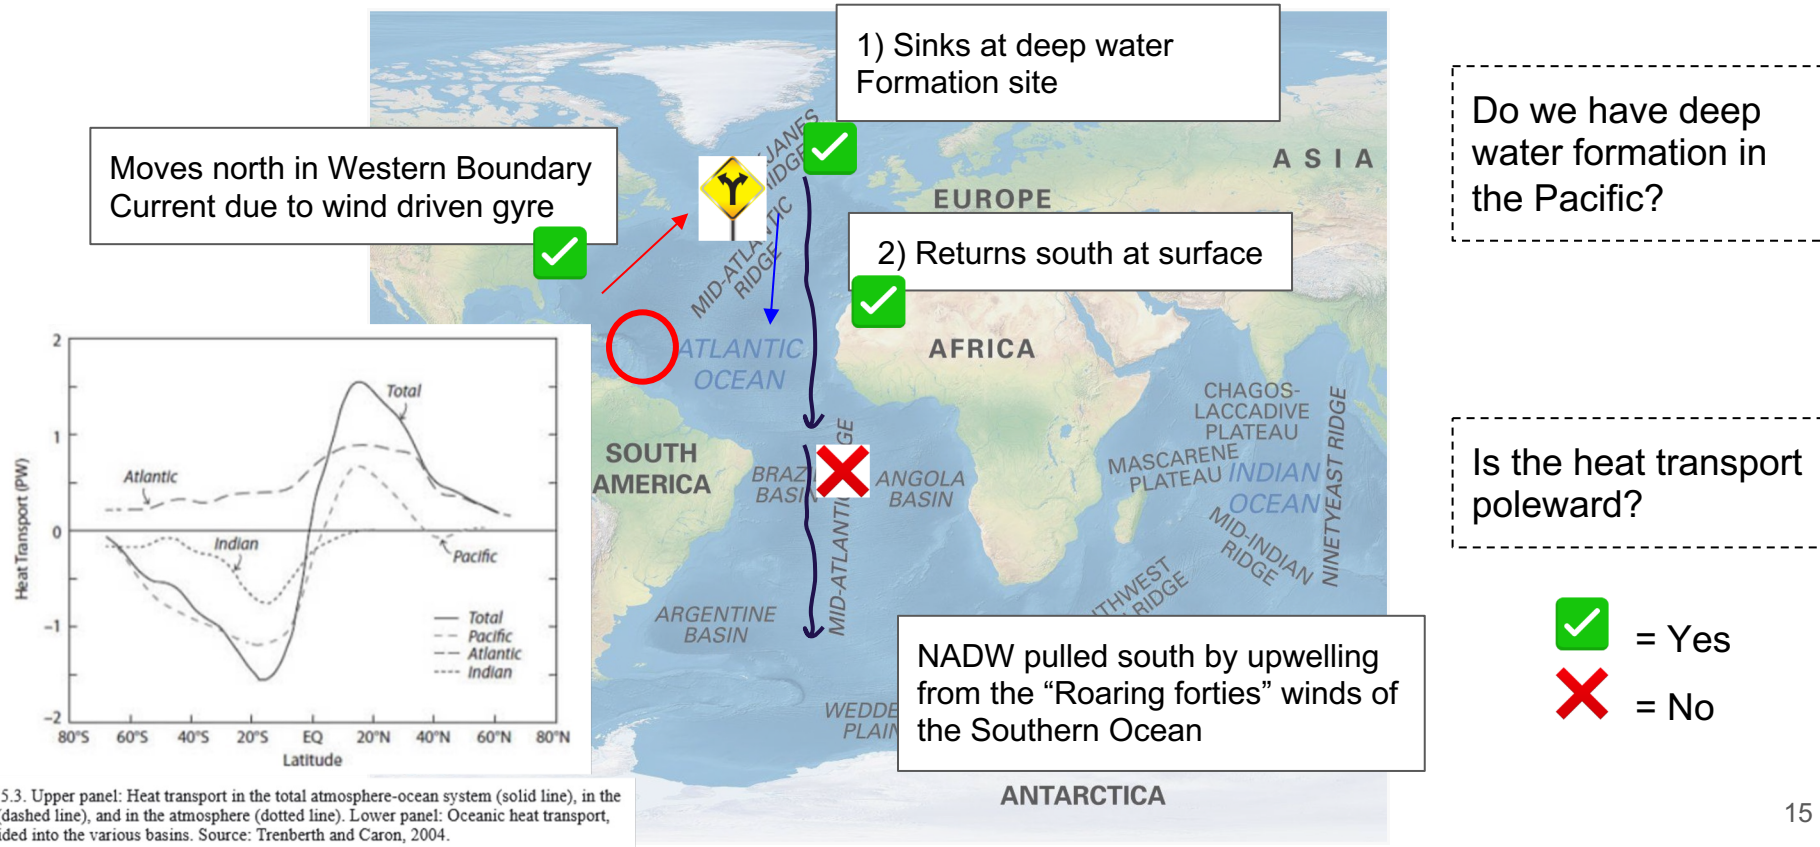 1) Sinks at deep water
Formation site
Do we have deep
water formation in
the Pacific?
Moves north in Western Boundary
Current due to wind driven gyre
ASIA
EUROPE
MID-ATLANTIC
RIDGE
2) Returns south at surface
ATLANTIC
OCEAN
AFRICA
CHAGOS-
LACCADIVE
PLATEAU
NINETYEAST RIDGE
MASCARENE
PLATEAU
INDIAN
OCEAN
MID-INDIAN
RIDGE
SOUTH
AMERICA
ANGOLA
BASIN
ARGENTINE
BASIN
Is the heat transport
poleward?
= Yes
= No
NADW pulled south by upwelling
from the “Roaring forties” winds of
the Southern Ocean
ANTARCTICA
2
1
0
−1
−2
Heat Transport (PW)
Total
Atlantic
Indian
Pacific
Total
Pacific
Atlantic
Indian
80°S 60°S 40°S 20°S EQ 20°N 40°N 60°N 80°N
Latitude
5.3. Upper panel: Heat transport in the total atmosphere-ocean system (solid line), in the
(dashed line), and in the atmosphere (dotted line). Lower panel: Oceanic heat transport,
ided into the various basins. Source: Trenberth and Caron, 2004.
15